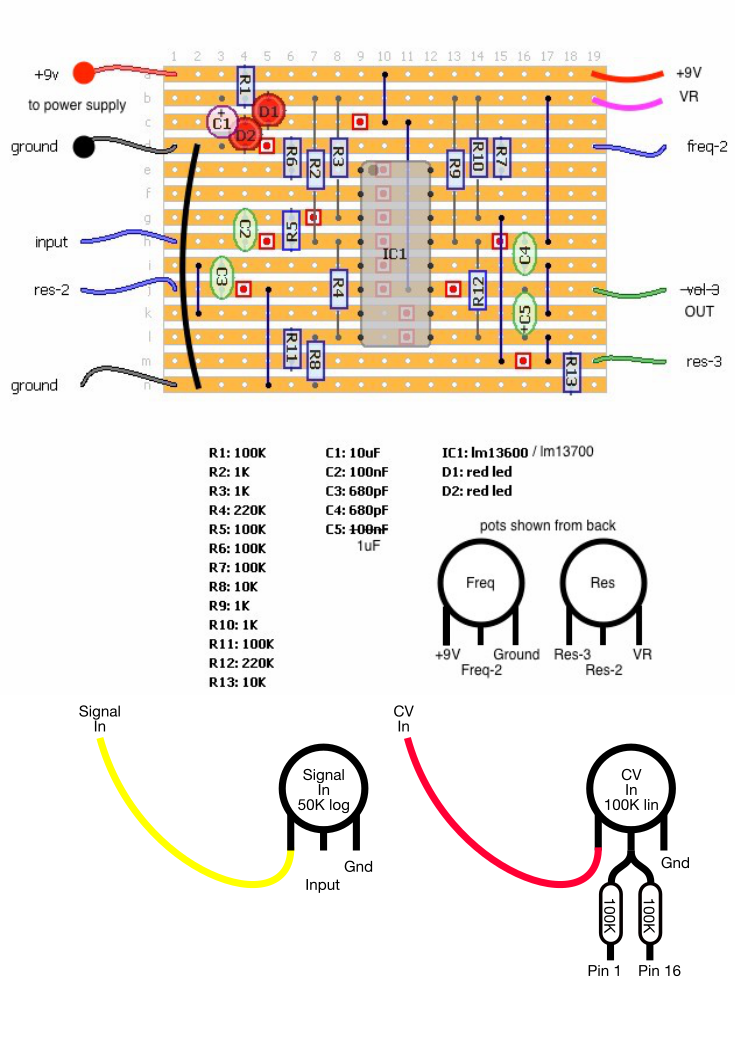 1 2 3 4 5 6 7 8 9 10 11 12 13 14 15 16 17 18 19
a
+9v
R1
+9V
b
to power supply
D1
VR
c
+
C1
D2
ground
d
R6
R2
R3
R9
R10
R7
freq-2
e
f
g
C2
R5
input
h
IC1
C4
i
C3
res-2
j
R4
R12
vol-3
OUT
k
+C5
l
R11
R8
m
R13
res-3
ground
n
R1: 100K
R2: 1K
R3: 1K
R4: 220K
R5: 100K
R6: 100K
R7: 100K
R8: 10K
R9: 1K
R10: 1K
R11: 100K
R12: 220K
R13: 10K
C1: 10uF
C2: 100nF
C3: 680pF
C4: 680pF
C5: 100nF
1uF
IC1: lm13600 / lm13700
D1: red led
D2: red led
pots shown from back
Freq
Res
+9V
Ground
Freq-2
Res-3
VR
Res-2
Signal
In
Signal
In
50K log
Gnd
Input
CV
In
CV
In
100K lin
Gnd
100K
100K
Pin 1
Pin 16